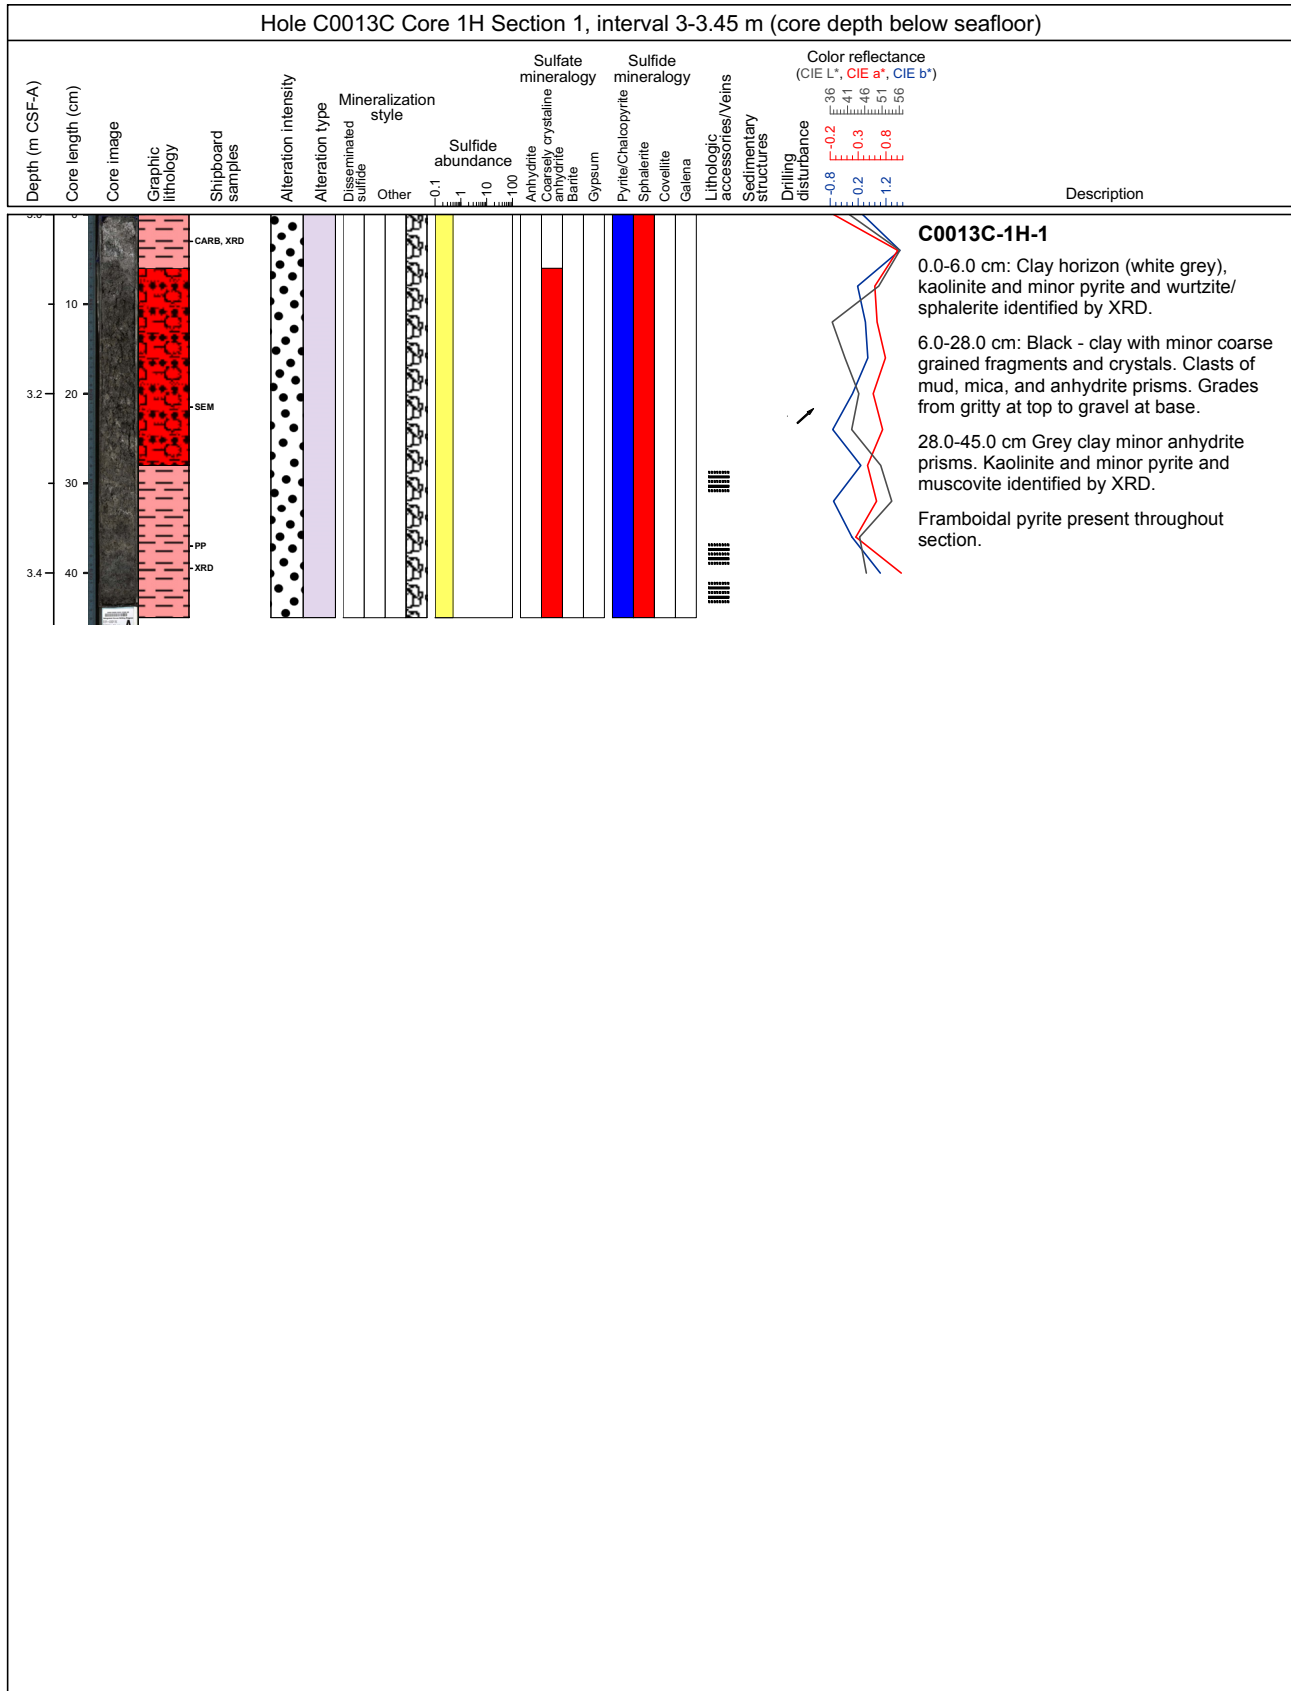 Hole C0013C Core 1H Section 1, interval 3-3.45 m (core depth below seafloor)
Depth (m CSF-A)
Core length (cm)
Core image
Graphic
lithology
Shipboard
samples
Alteration intensity
Alteration type
Mineralization
style
Disseminated
sulfide
Other
Sulfide
abundance
0.1
1
10
100
Sulfate
mineralogy
Anhydrite
Coarsely crystaline
anhydrite
Barite
Gypsum
Sulfide
mineralogy
Pyrite/Chalcopyrite
Sphalerite
Covellite
Galena
Lithologic
accessories/Veins
Sedimentary
structures
Drilling
disturbance
Color reflectance
(CIE L*, CIE a*, CIE b*)
36 41 46 51 56
-0.2 0.3 0.8
-0.8 0.2 1.2
Description
CARB, XRD
10
3.2 20
SEM
30
PP
XRD
3.4 40
C0013C-1H-1
0.0-6.0 cm: Clay horizon (white grey),
kaolinite and minor pyrite and wurtzite/
sphalerite identified by XRD.
6.0-28.0 cm: Black - clay with minor coarse
grained fragments and crystals. Clasts of
mud, mica, and anhydrite prisms. Grades
from gritty at top to gravel at base.
28.0-45.0 cm Grey clay minor anhydrite
prisms. Kaolinite and minor pyrite and
muscovite identified by XRD.
Framboidal pyrite present throughout
section.